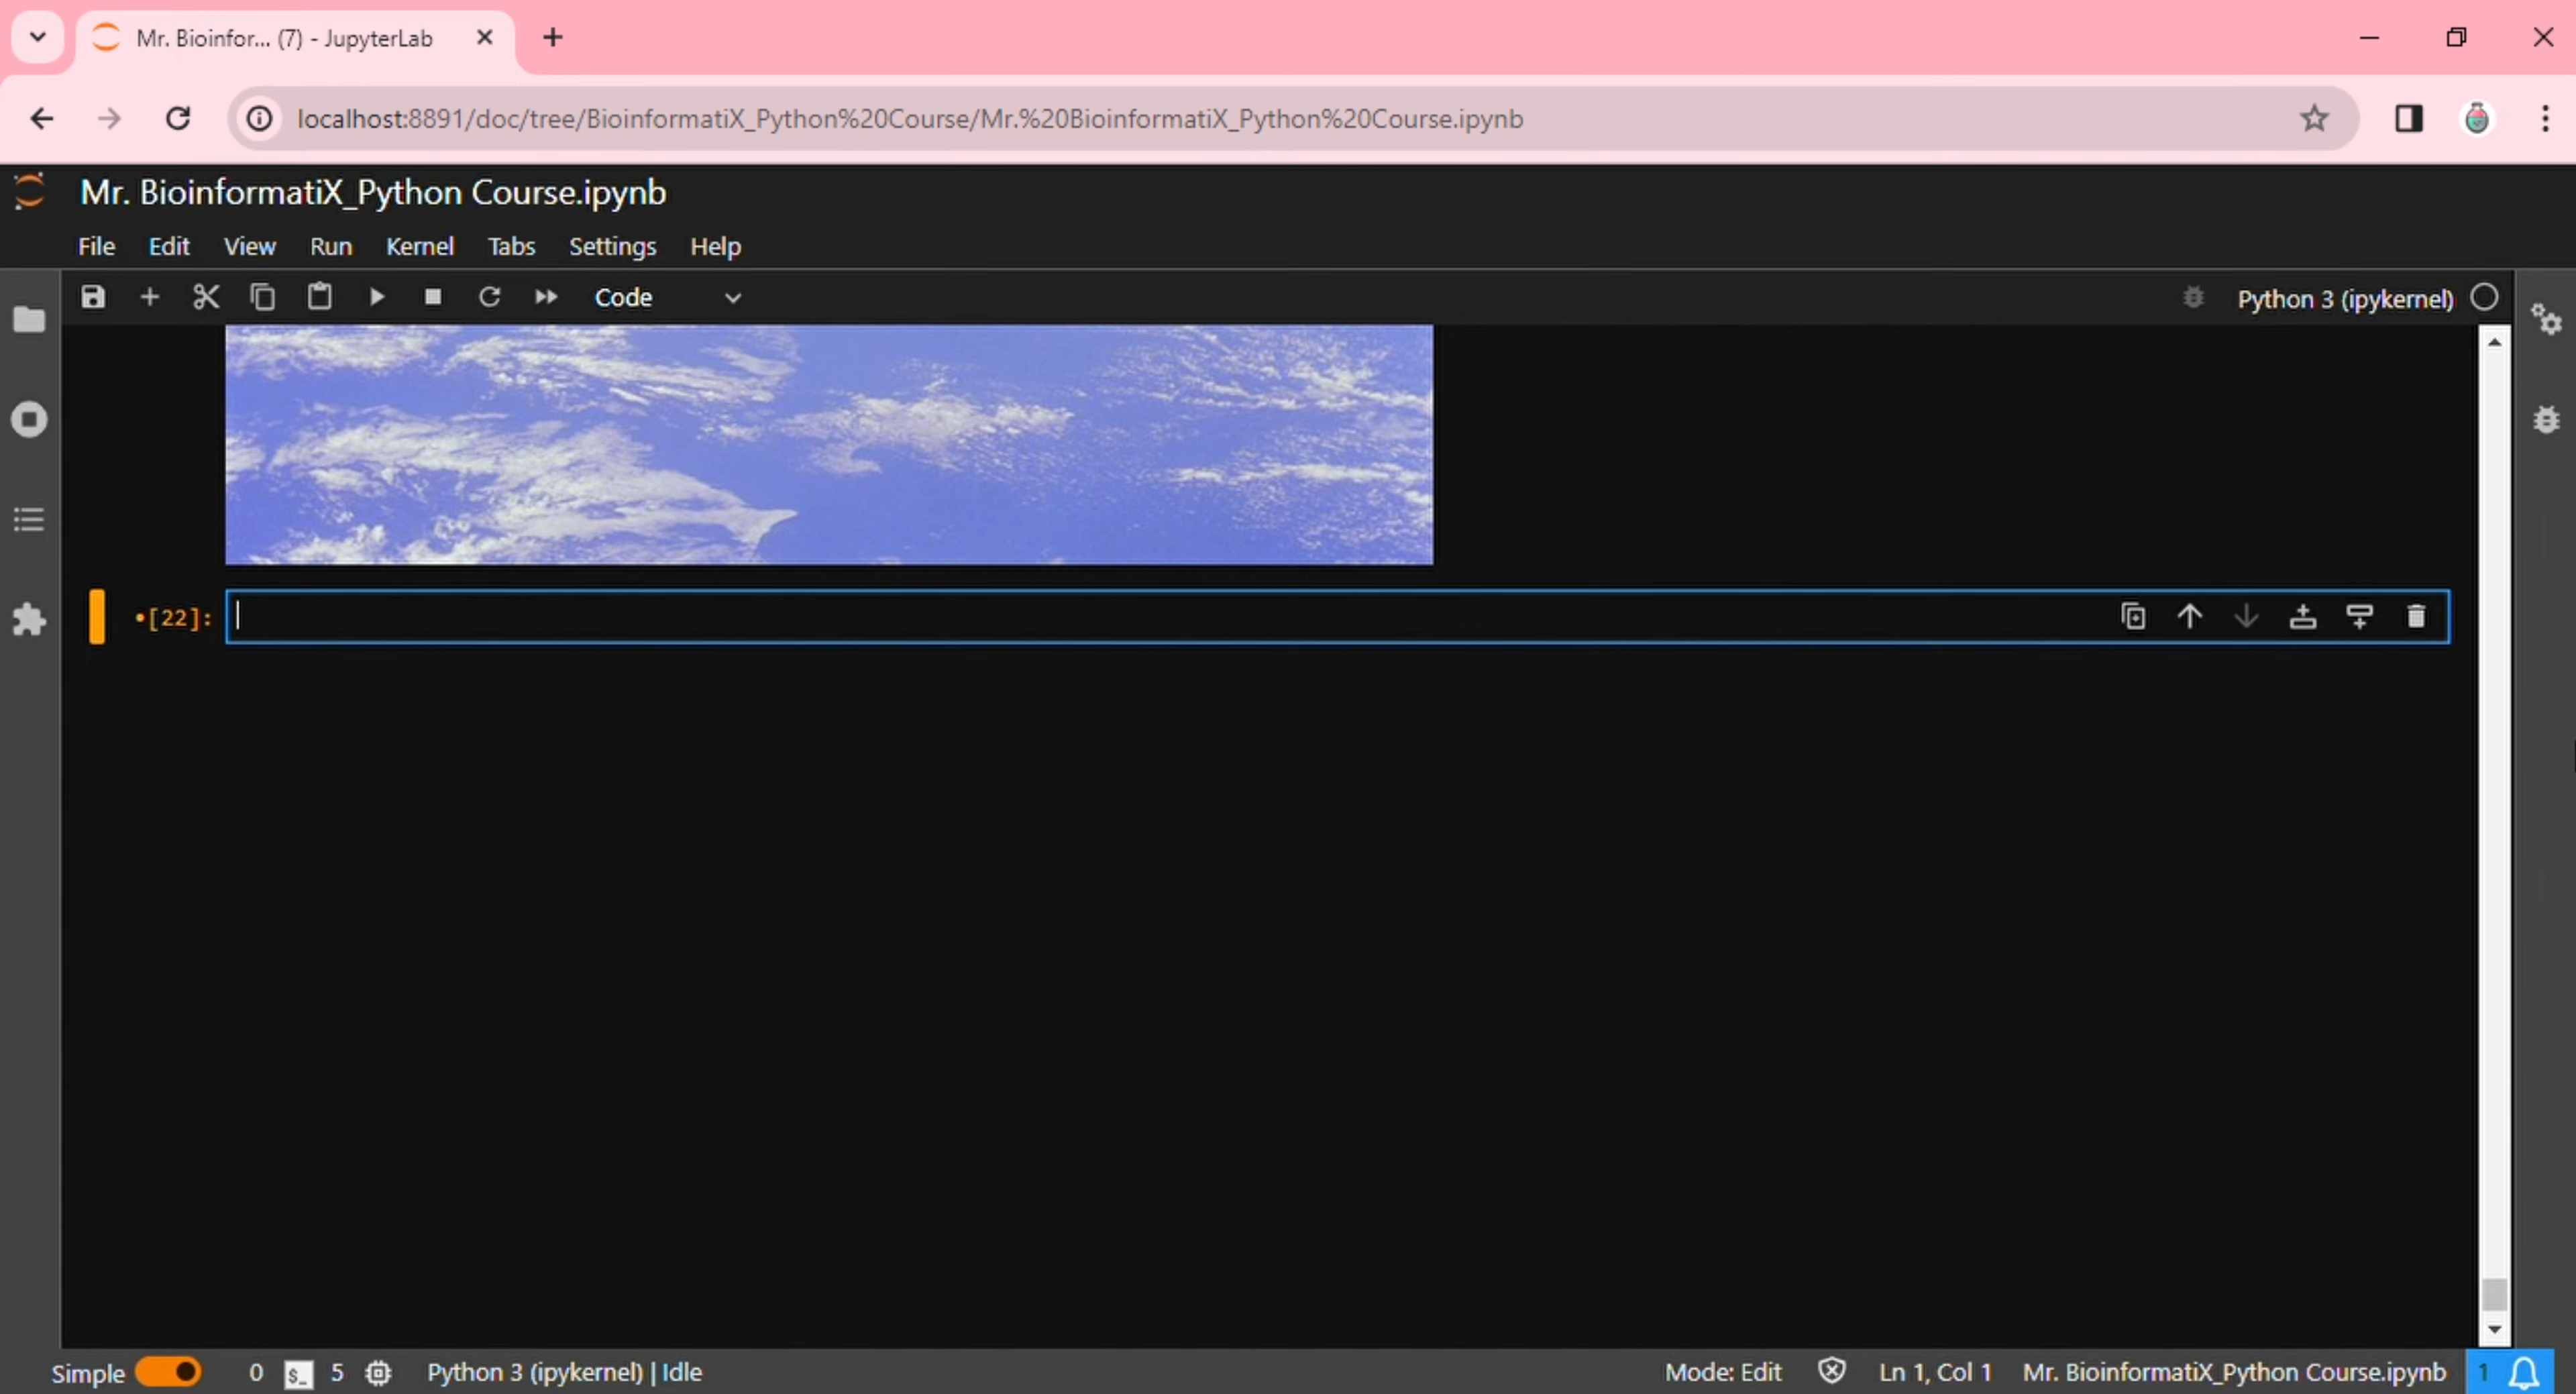 Mr. Bioinfor... (7) - JupyterLab
localhost:8891/doc/tree/BioinformatiX_Python%20Course/Mr.%20BioinformatiX_Python%20Course.ipynb
Mr. BioinformatiX_Python Course.ipynb
File Edit View Run Kernel Tabs Settings Help
Code Python 3 (ipykernel)
•[22]:
Simple 0 $_ 5 Python 3 (ipykernel) | Idle Mode: Edit Ln 1, Col 1 Mr. BioinformatiX_Python Course.ipynb 1